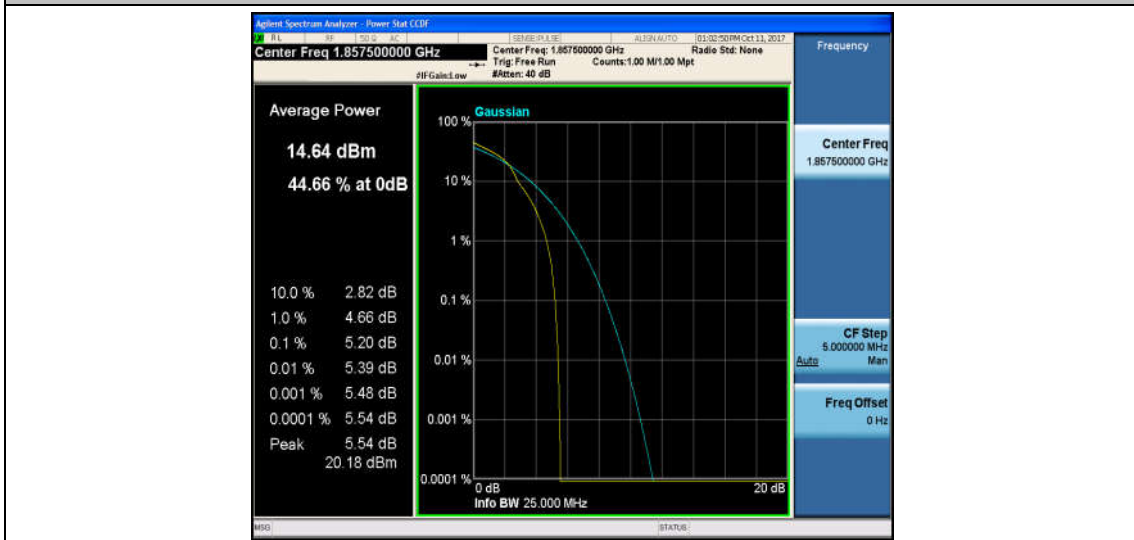 Agilent Spectrum Analyzer - Power Stat CCDF
RL RF 50 Ω AC SENSE:PULSE ALIGN AUTO 01:02:50 PM Oct 11, 2017
Center Freq 1.857500000 GHz
Center Freq: 1.857500000 GHz Radio Std: None
Trig: Free Run Counts:1.00 M/1.00 Mpt
#IFGain:Low #Atten: 40 dB
Frequency
Average Power
14.64 dBm
44.66 % at 0dB
10.0 % 2.82 dB
1.0 % 4.66 dB
0.1 % 5.20 dB
0.01 % 5.39 dB
0.001 % 5.48 dB
0.0001 % 5.54 dB
Peak 5.54 dB
20.18 dBm
Gaussian
100 %
10 %
1 %
0.1 %
0.01 %
0.001 %
0.0001 %
0 dB 20 dB
Info BW 25.000 MHz
Center Freq
1.857500000 GHz
CF Step
5.000000 MHz
Auto Man
Freq Offset
0 Hz
MSG STATUS